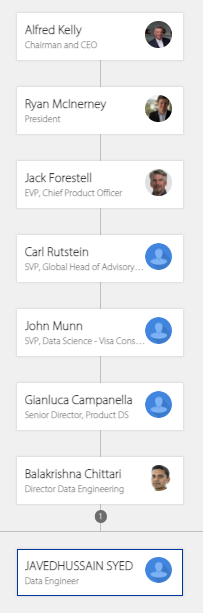 Alfred Kelly
Chairman and CEO
Ryan McInerney
President
Jack Forestell
EVP, Chief Product Officer
Carl Rutstein
SVP, Global Head of Advisory...
John Munn
SVP, Data Science - Visa Cons...
Gianluca Campanella
Senior Director, Product DS
Balakrishna Chittari
Director Data Engineering
1
JAVEDHUSSAIN SYED
Data Engineer